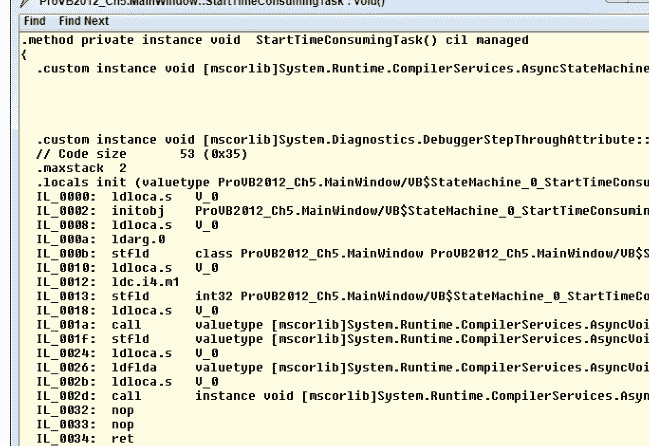 ProVB2012_Ch5.MainWindow::StartTimeConsumingTask : void()
Find Find Next
.method private instance void StartTimeConsumingTask() cil managed
{
.custom instance void [mscorlib]System.Runtime.CompilerServices.AsyncStateMachine
.custom instance void [mscorlib]System.Diagnostics.DebuggerStepThroughAttribute::
// Code size 53 (0x35)
.maxstack 2
.locals init (valuetype ProVB2012_Ch5.MainWindow/VB$StateMachine_0_StartTimeConsu
IL_0000: ldloca.s V_0
IL_0002: initobj ProVB2012_Ch5.MainWindow/VB$StateMachine_0_StartTimeConsumin
IL_0008: ldloca.s V_0
IL_000a: ldarg.0
IL_000b: stfld class ProVB2012_Ch5.MainWindow ProVB2012_Ch5.MainWindow/VB$S
IL_0010: ldloca.s V_0
IL_0012: ldc.i4.m1
IL_0013: stfld int32 ProVB2012_Ch5.MainWindow/VB$StateMachine_0_StartTimeCo
IL_0018: ldloca.s V_0
IL_001a: call valuetype [mscorlib]System.Runtime.CompilerServices.AsyncVoi
IL_001f: stfld valuetype [mscorlib]System.Runtime.CompilerServices.AsyncVoi
IL_0024: ldloca.s V_0
IL_0026: ldflda valuetype [mscorlib]System.Runtime.CompilerServices.AsyncVoi
IL_002b: ldloca.s V_0
IL_002d: call instance void [mscorlib]System.Runtime.CompilerServices.Asyn
IL_0032: nop
IL_0033: nop
IL_0034: ret